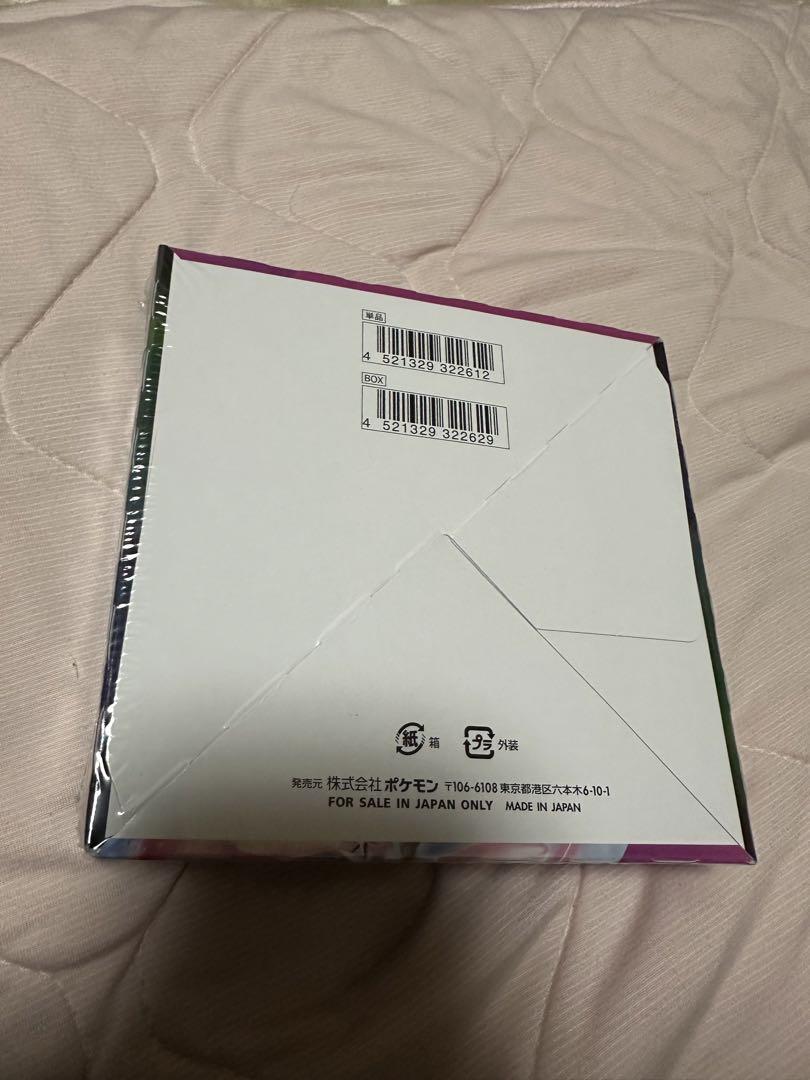 単品
4 521329 322612
BOX
4 521329 322629
紙 箱 プラ 外装
発売元 株式会社ポケモン 〒106-6108 東京都港区六本木6-10-1
FOR SALE IN JAPAN ONLY MADE IN JAPAN